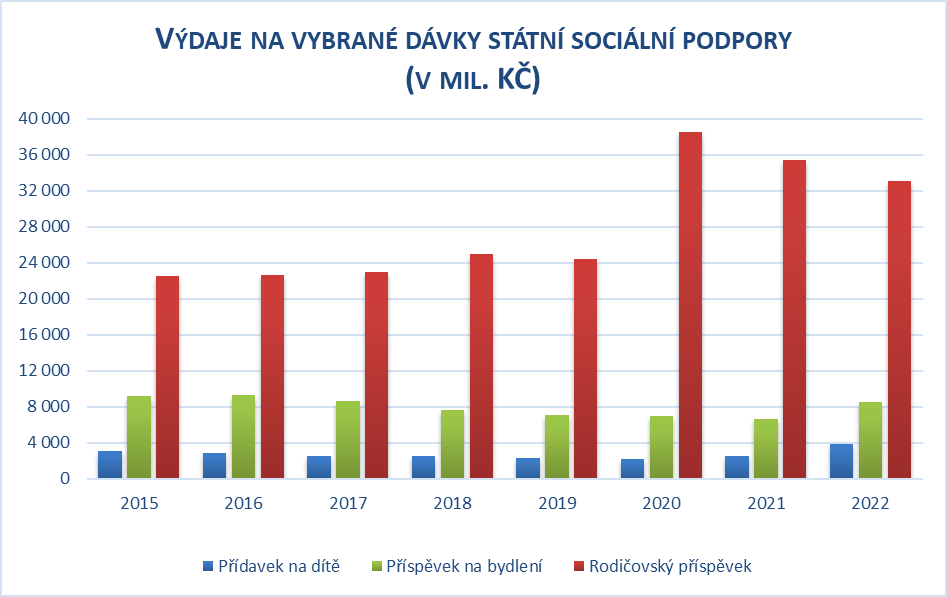 VÝDAJE NA VYBRANÉ DÁVKY STÁTNÍ SOCIÁLNÍ PODPORY
(V MIL. KČ)
40 000
36 000
32 000
28 000
24 000
20 000
16 000
12 000
8 000
4 000
0
2015 2016 2017 2018 2019 2020 2021 2022
Přídavek na dítě Příspěvek na bydlení Rodičovský příspěvek